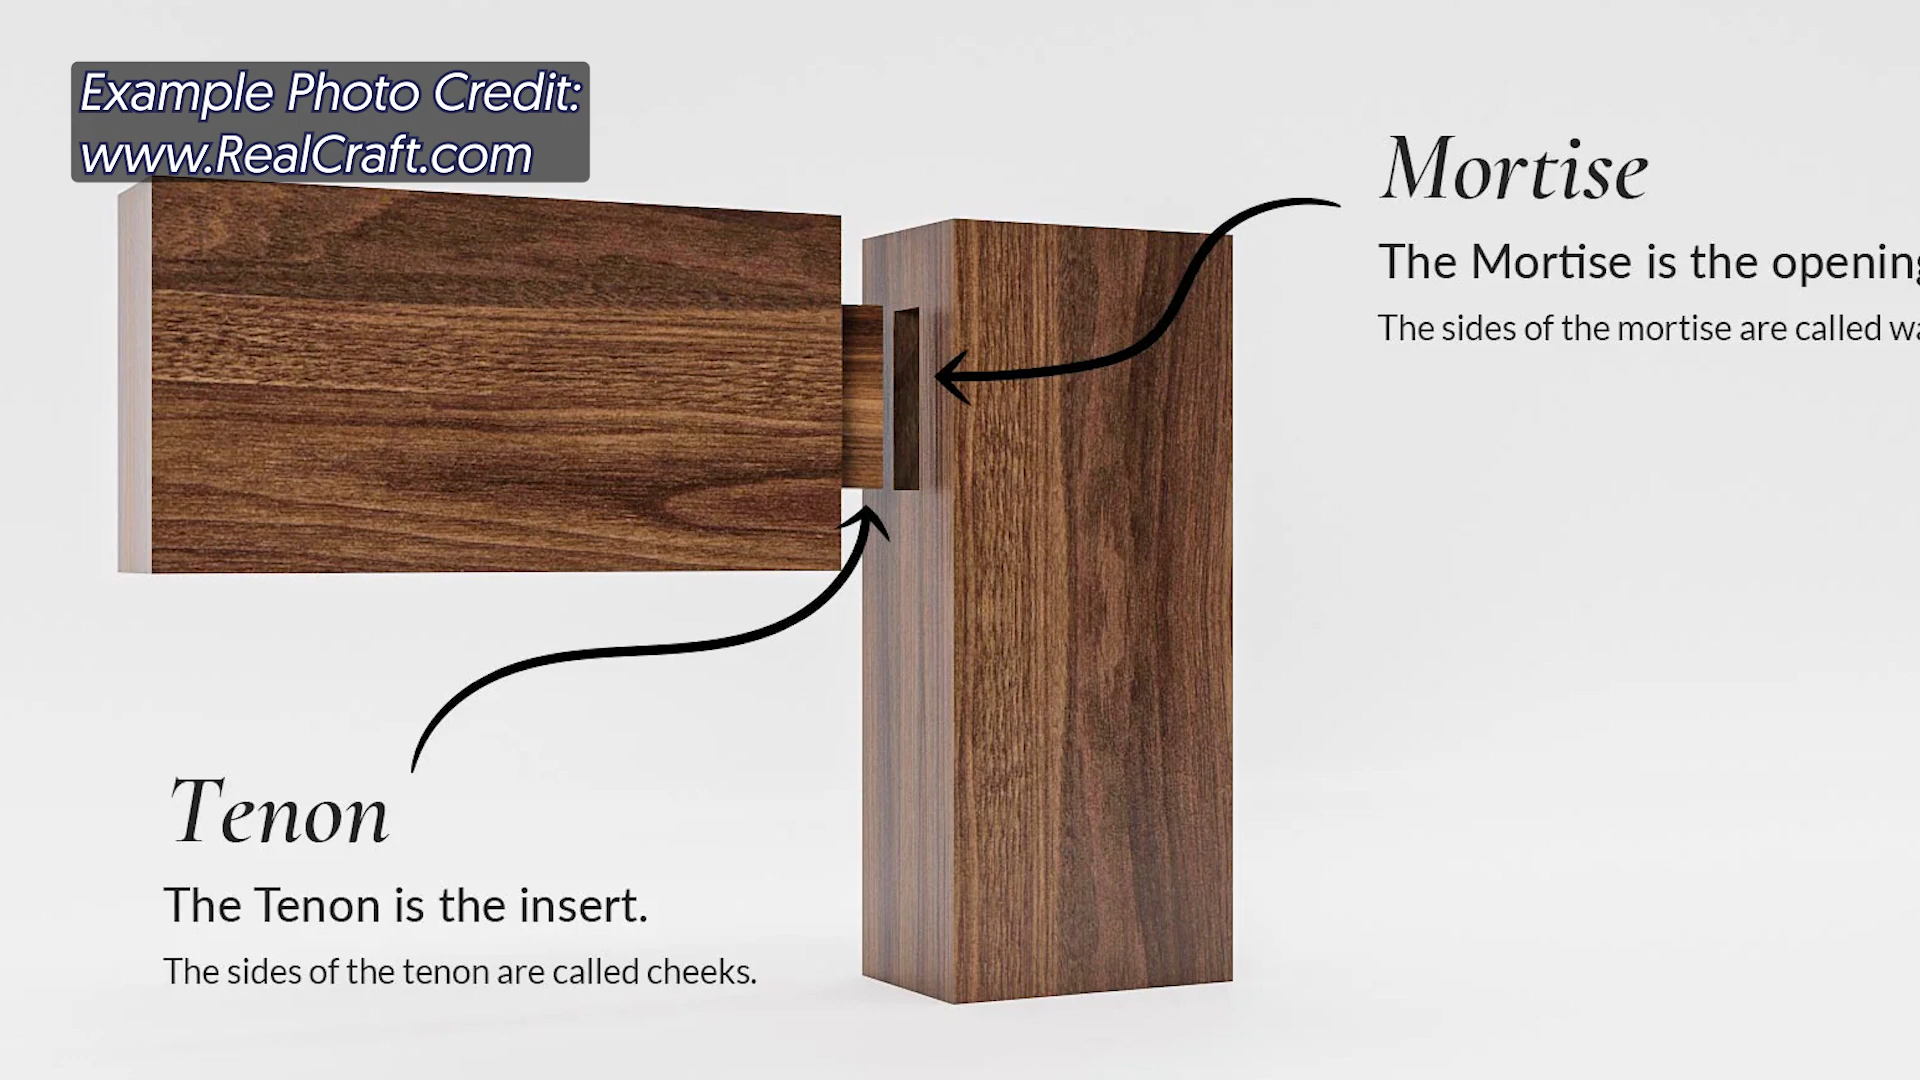 Example Photo Credit:
www.RealCraft.com
Mortise
The Mortise is the opening
The sides of the mortise are called
Tenon
The Tenon is the insert.
The sides of the tenon are called cheeks.